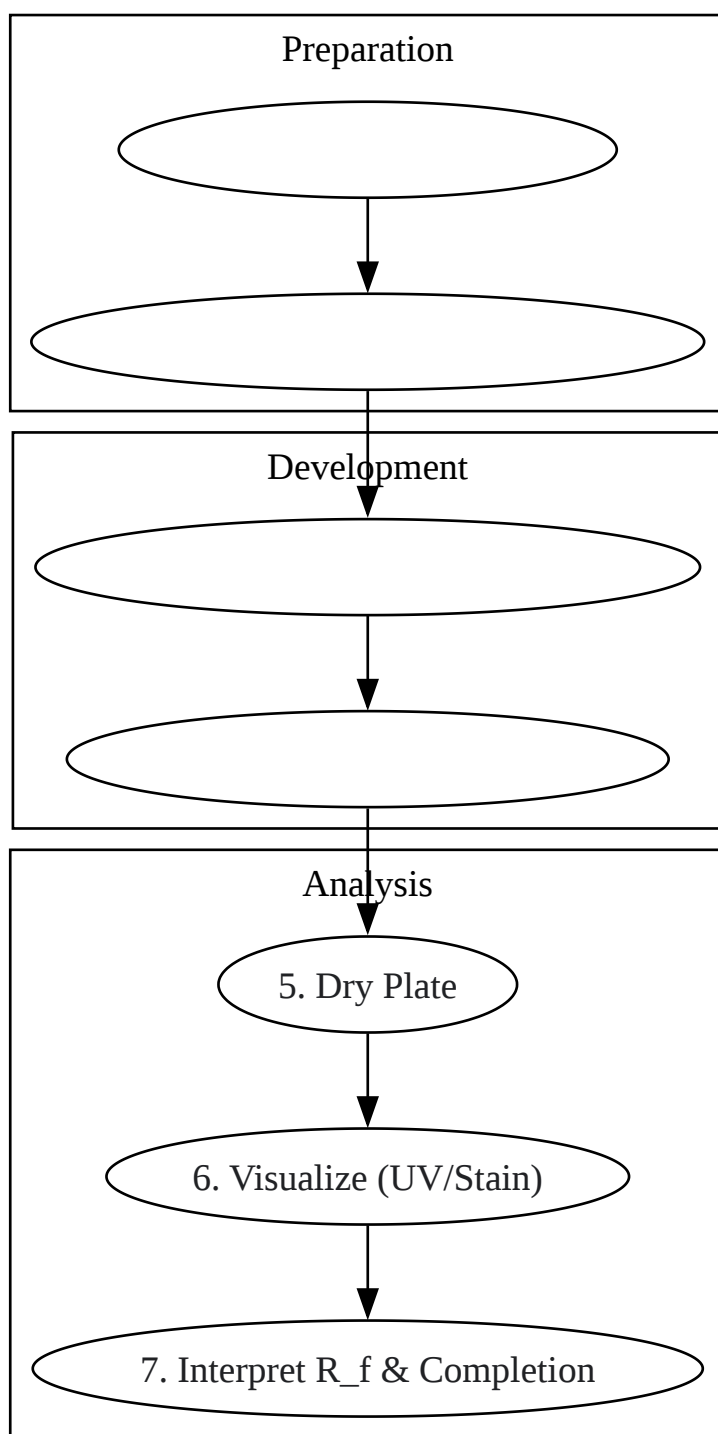 Preparation
Development
Analysis
5. Dry Plate
6. Visualize (UV/Stain)
7. Interpret R_f & Completion